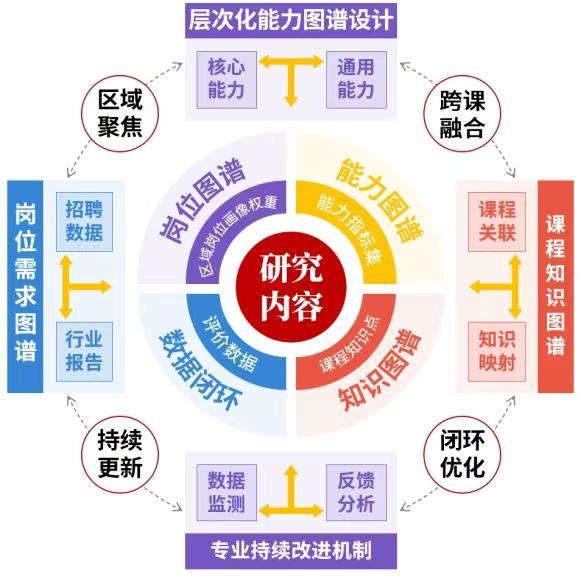 层次化能力图谱设计
核心
能力
通用
能力
区域
聚焦
跨课
融合
岗位需求图谱
招聘
数据
行业
报告
岗位图谱
区域岗位画像权重
能力图谱
能力指标集
研究
内容
数据闭环
评价数据
知识图谱
课程知识点
课程
关联
知识
映射
课程知识图谱
持续
更新
闭环
优化
数据
监测
反馈
分析
专业持续改进机制